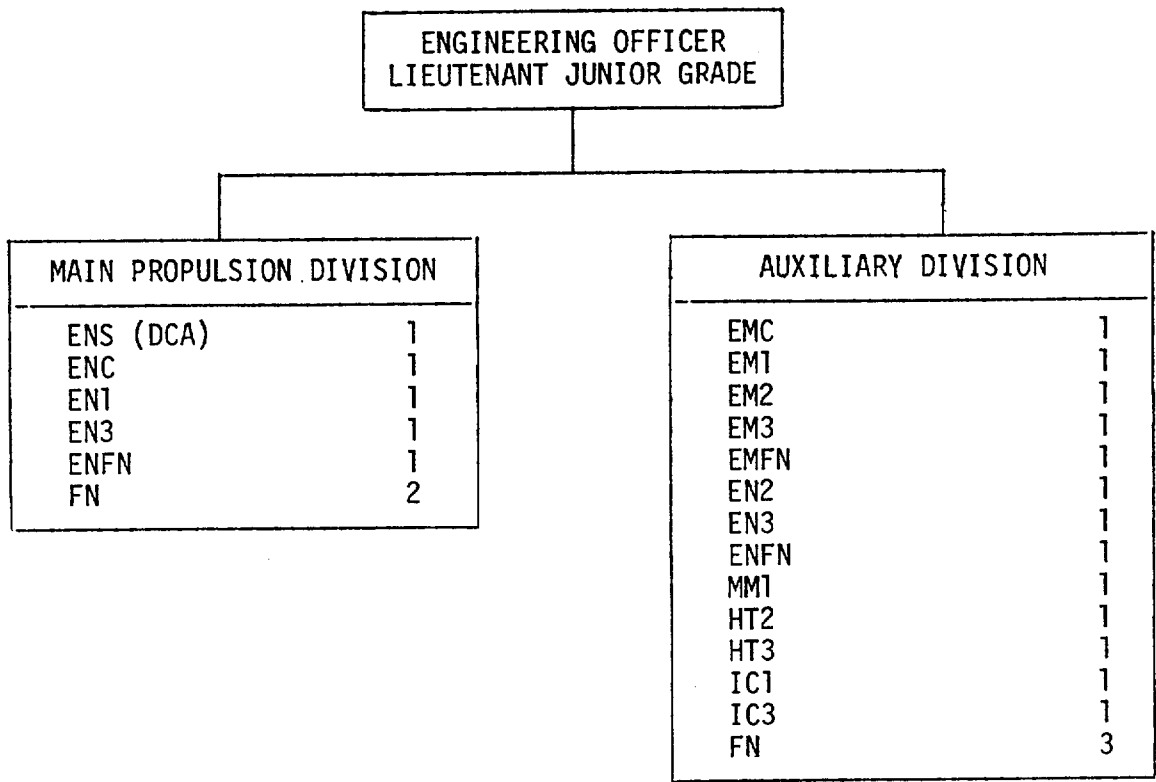 ENGINEERING OFFICER
LIEUTENANT JUNIOR GRADE
MAIN PROPULSION DIVISION
ENS (DCA) 1
ENC 1
EN1 1
EN3 1
ENFN 1
FN 2
AUXILIARY DIVISION
EMC 1
EM1 1
EM2 1
EM3 1
EMFN 1
EN2 1
EN3 1
ENFN 1
MM1 1
HT2 1
HT3 1
IC1 1
IC3 1
FN 3